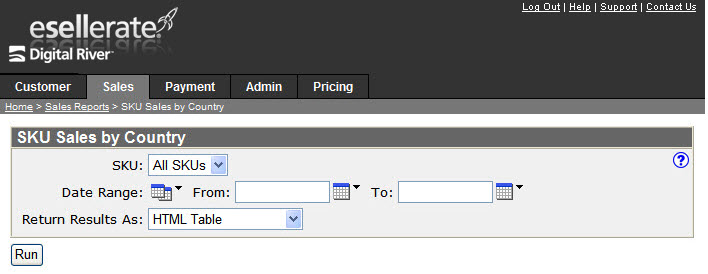 Log Out | Help | Support | Contact Us
esellerate.
Digital River
Customer Sales Payment Admin Pricing
Home > Sales Reports > SKU Sales by Country
SKU Sales by Country
SKU: All SKUs ?
Date Range: From: To:
Return Results As: HTML Table
Run